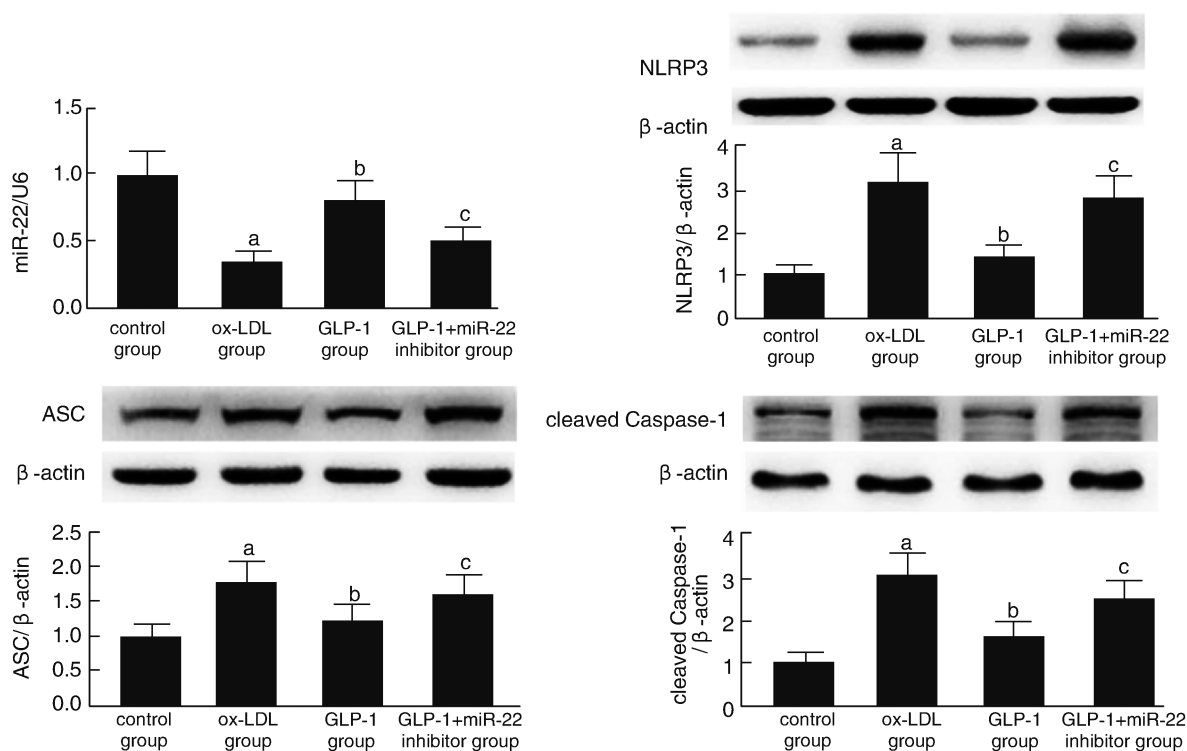 1.5
1.0
0.5
0.0
miR-22/U6
a
b
c
control
group
ox-LDL
group
GLP-1
group
GLP-1+miR-22
inhibitor group
NLRP3
β-actin
4
3
2
1
0
NLRP3/β-actin
a
b
c
control
group
ox-LDL
group
GLP-1
group
GLP-1+miR-22
inhibitor group
ASC
β-actin
2.5
2.0
1.5
1.0
0.5
0.0
ASC/β-actin
a
b
c
control
group
ox-LDL
group
GLP-1
group
GLP-1+miR-22
inhibitor group
cleaved Caspase-1
β-actin
4
3
2
1
0
cleaved Caspase-1
/β-actin
a
b
c
control
group
ox-LDL
group
GLP-1
group
GLP-1+miR-22
inhibitor group